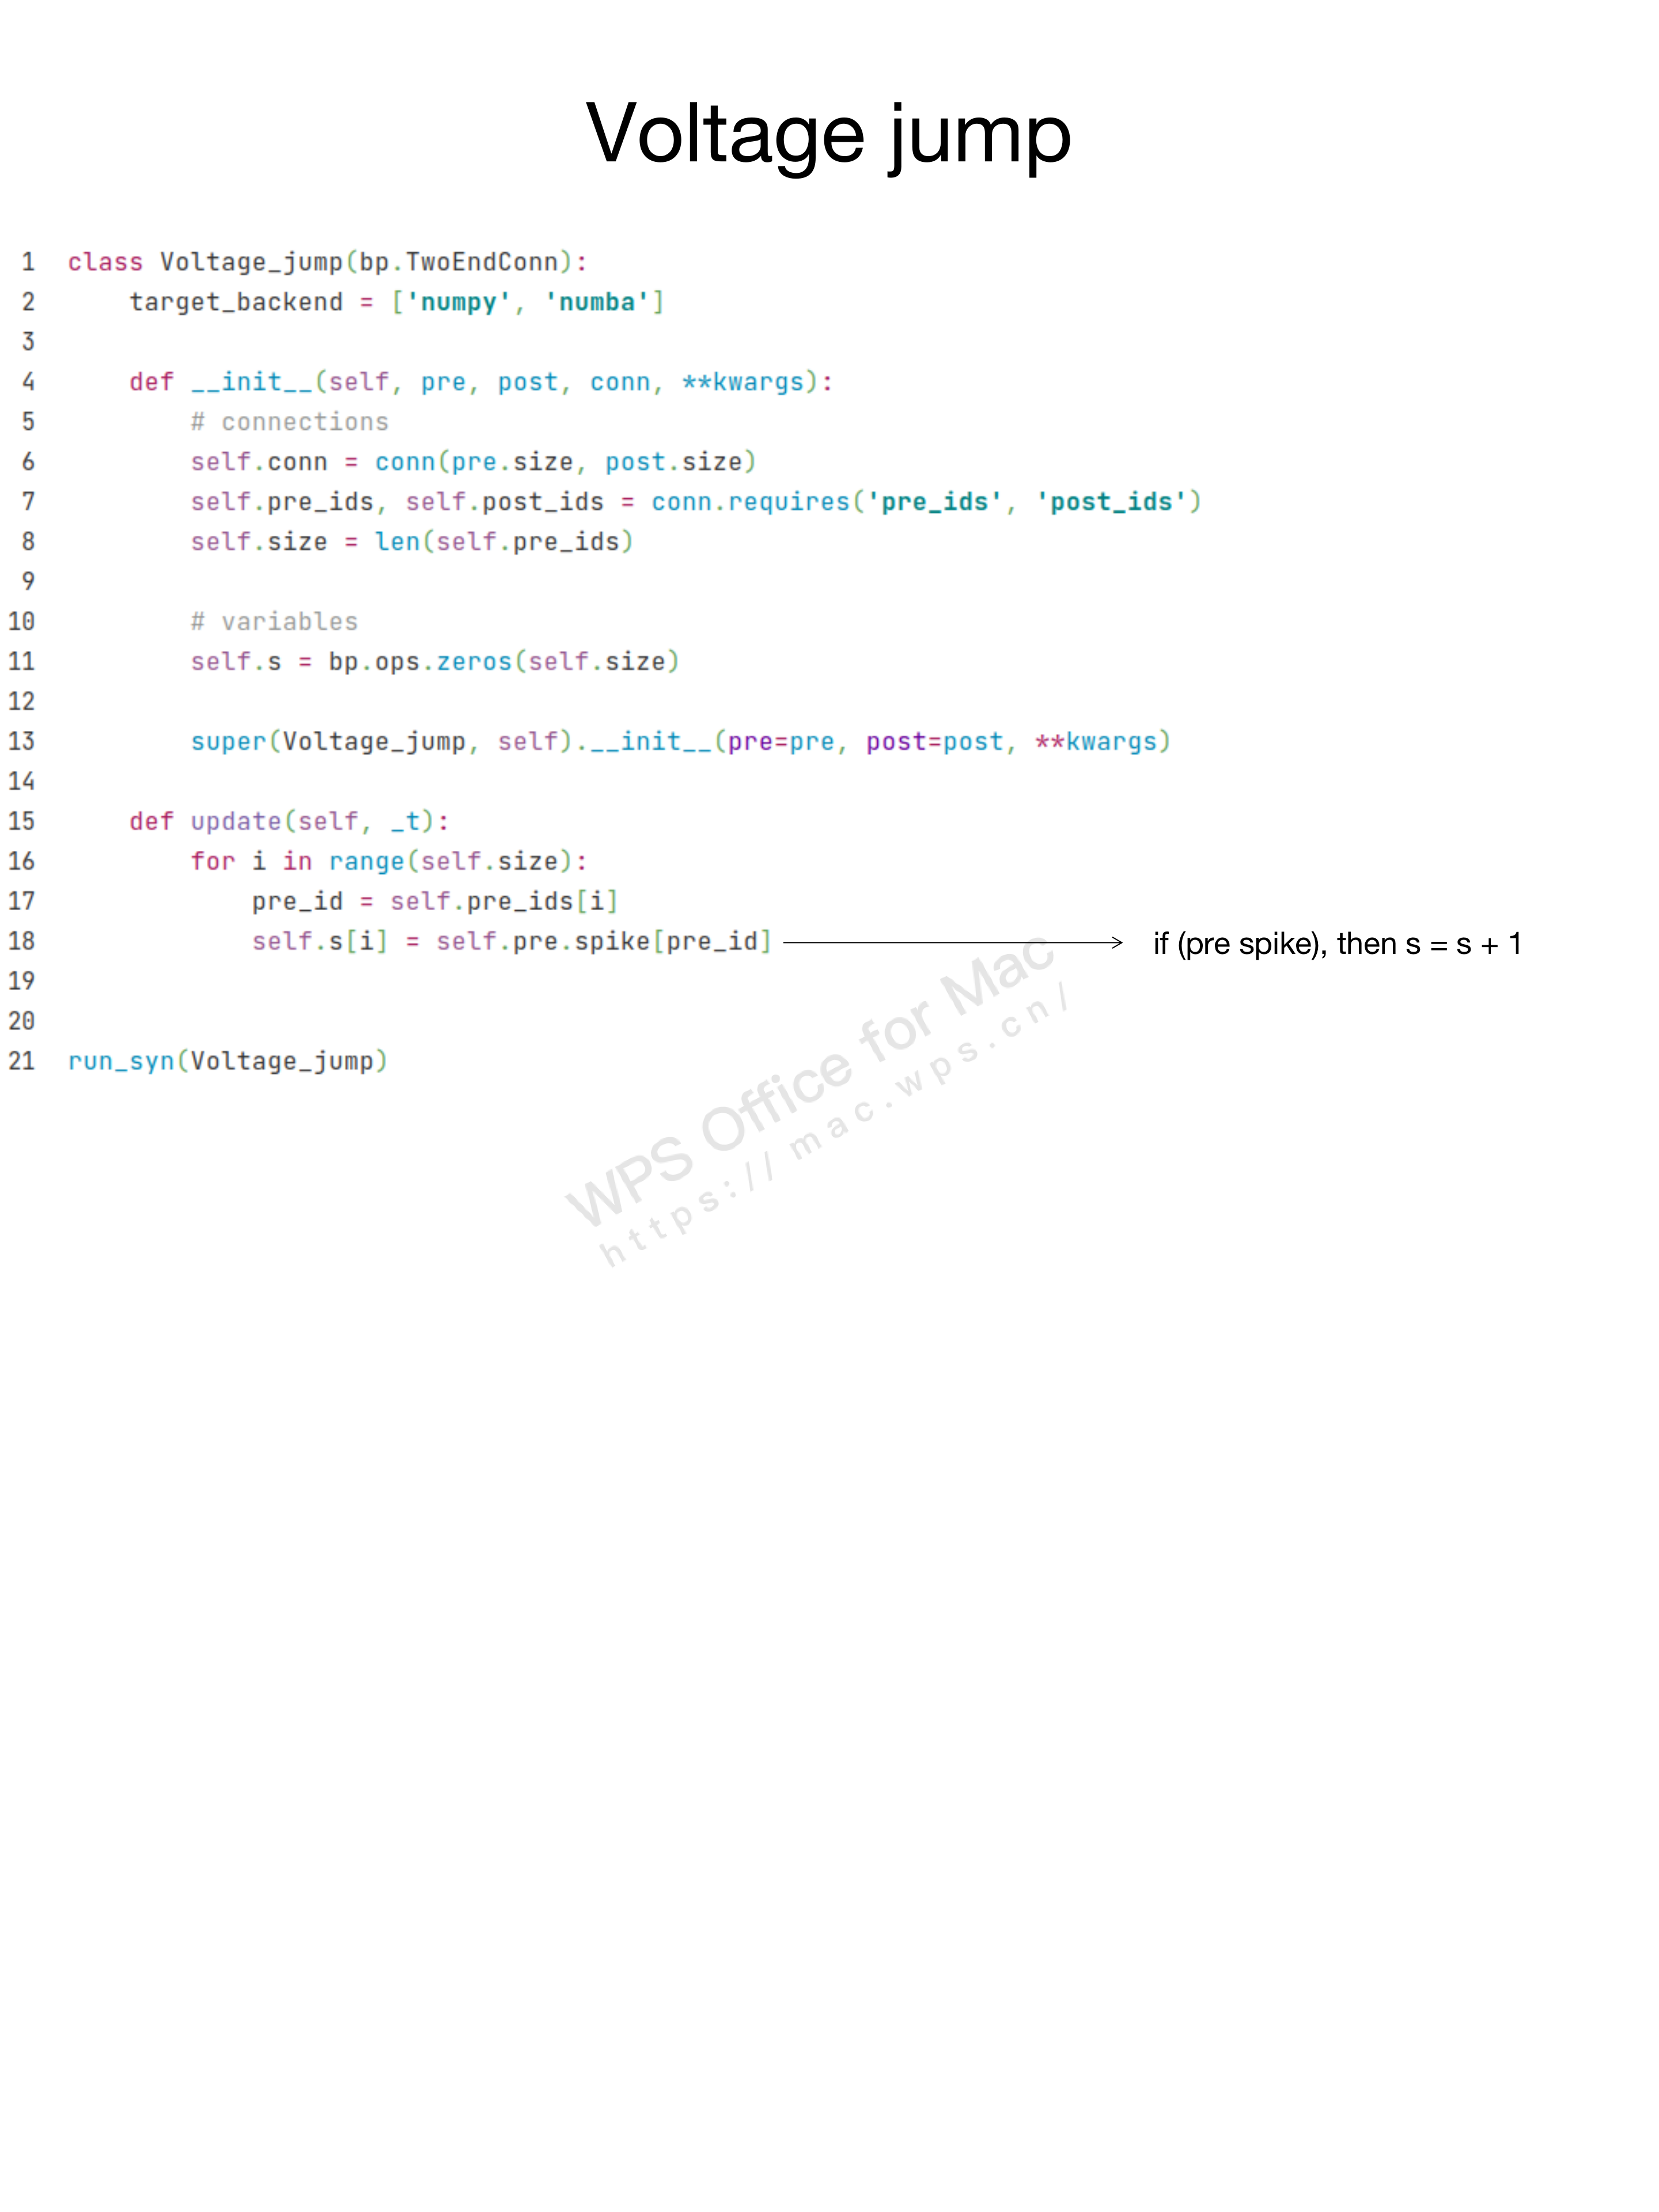 Voltage jump
1 class Voltage_jump(bp.TwoEndConn):
2     target_backend = ['numpy', 'numba']
3
4     def __init__(self, pre, post, conn, **kwargs):
5         # connections
6         self.conn = conn(pre.size, post.size)
7         self.pre_ids, self.post_ids = conn.requires('pre_ids', 'post_ids')
8         self.size = len(self.pre_ids)
9
10         # variables
11         self.s = bp.ops.zeros(self.size)
12
13         super(Voltage_jump, self).__init__(pre=pre, post=post, **kwargs)
14
15     def update(self, _t):
16         for i in range(self.size):
17             pre_id = self.pre_ids[i]
18             self.s[i] = self.pre.spike[pre_id] if (pre spike), then s = s + 1
19
20
21 run_syn(Voltage_jump)
WPS Office for Mac
https://mac.wps.cn/